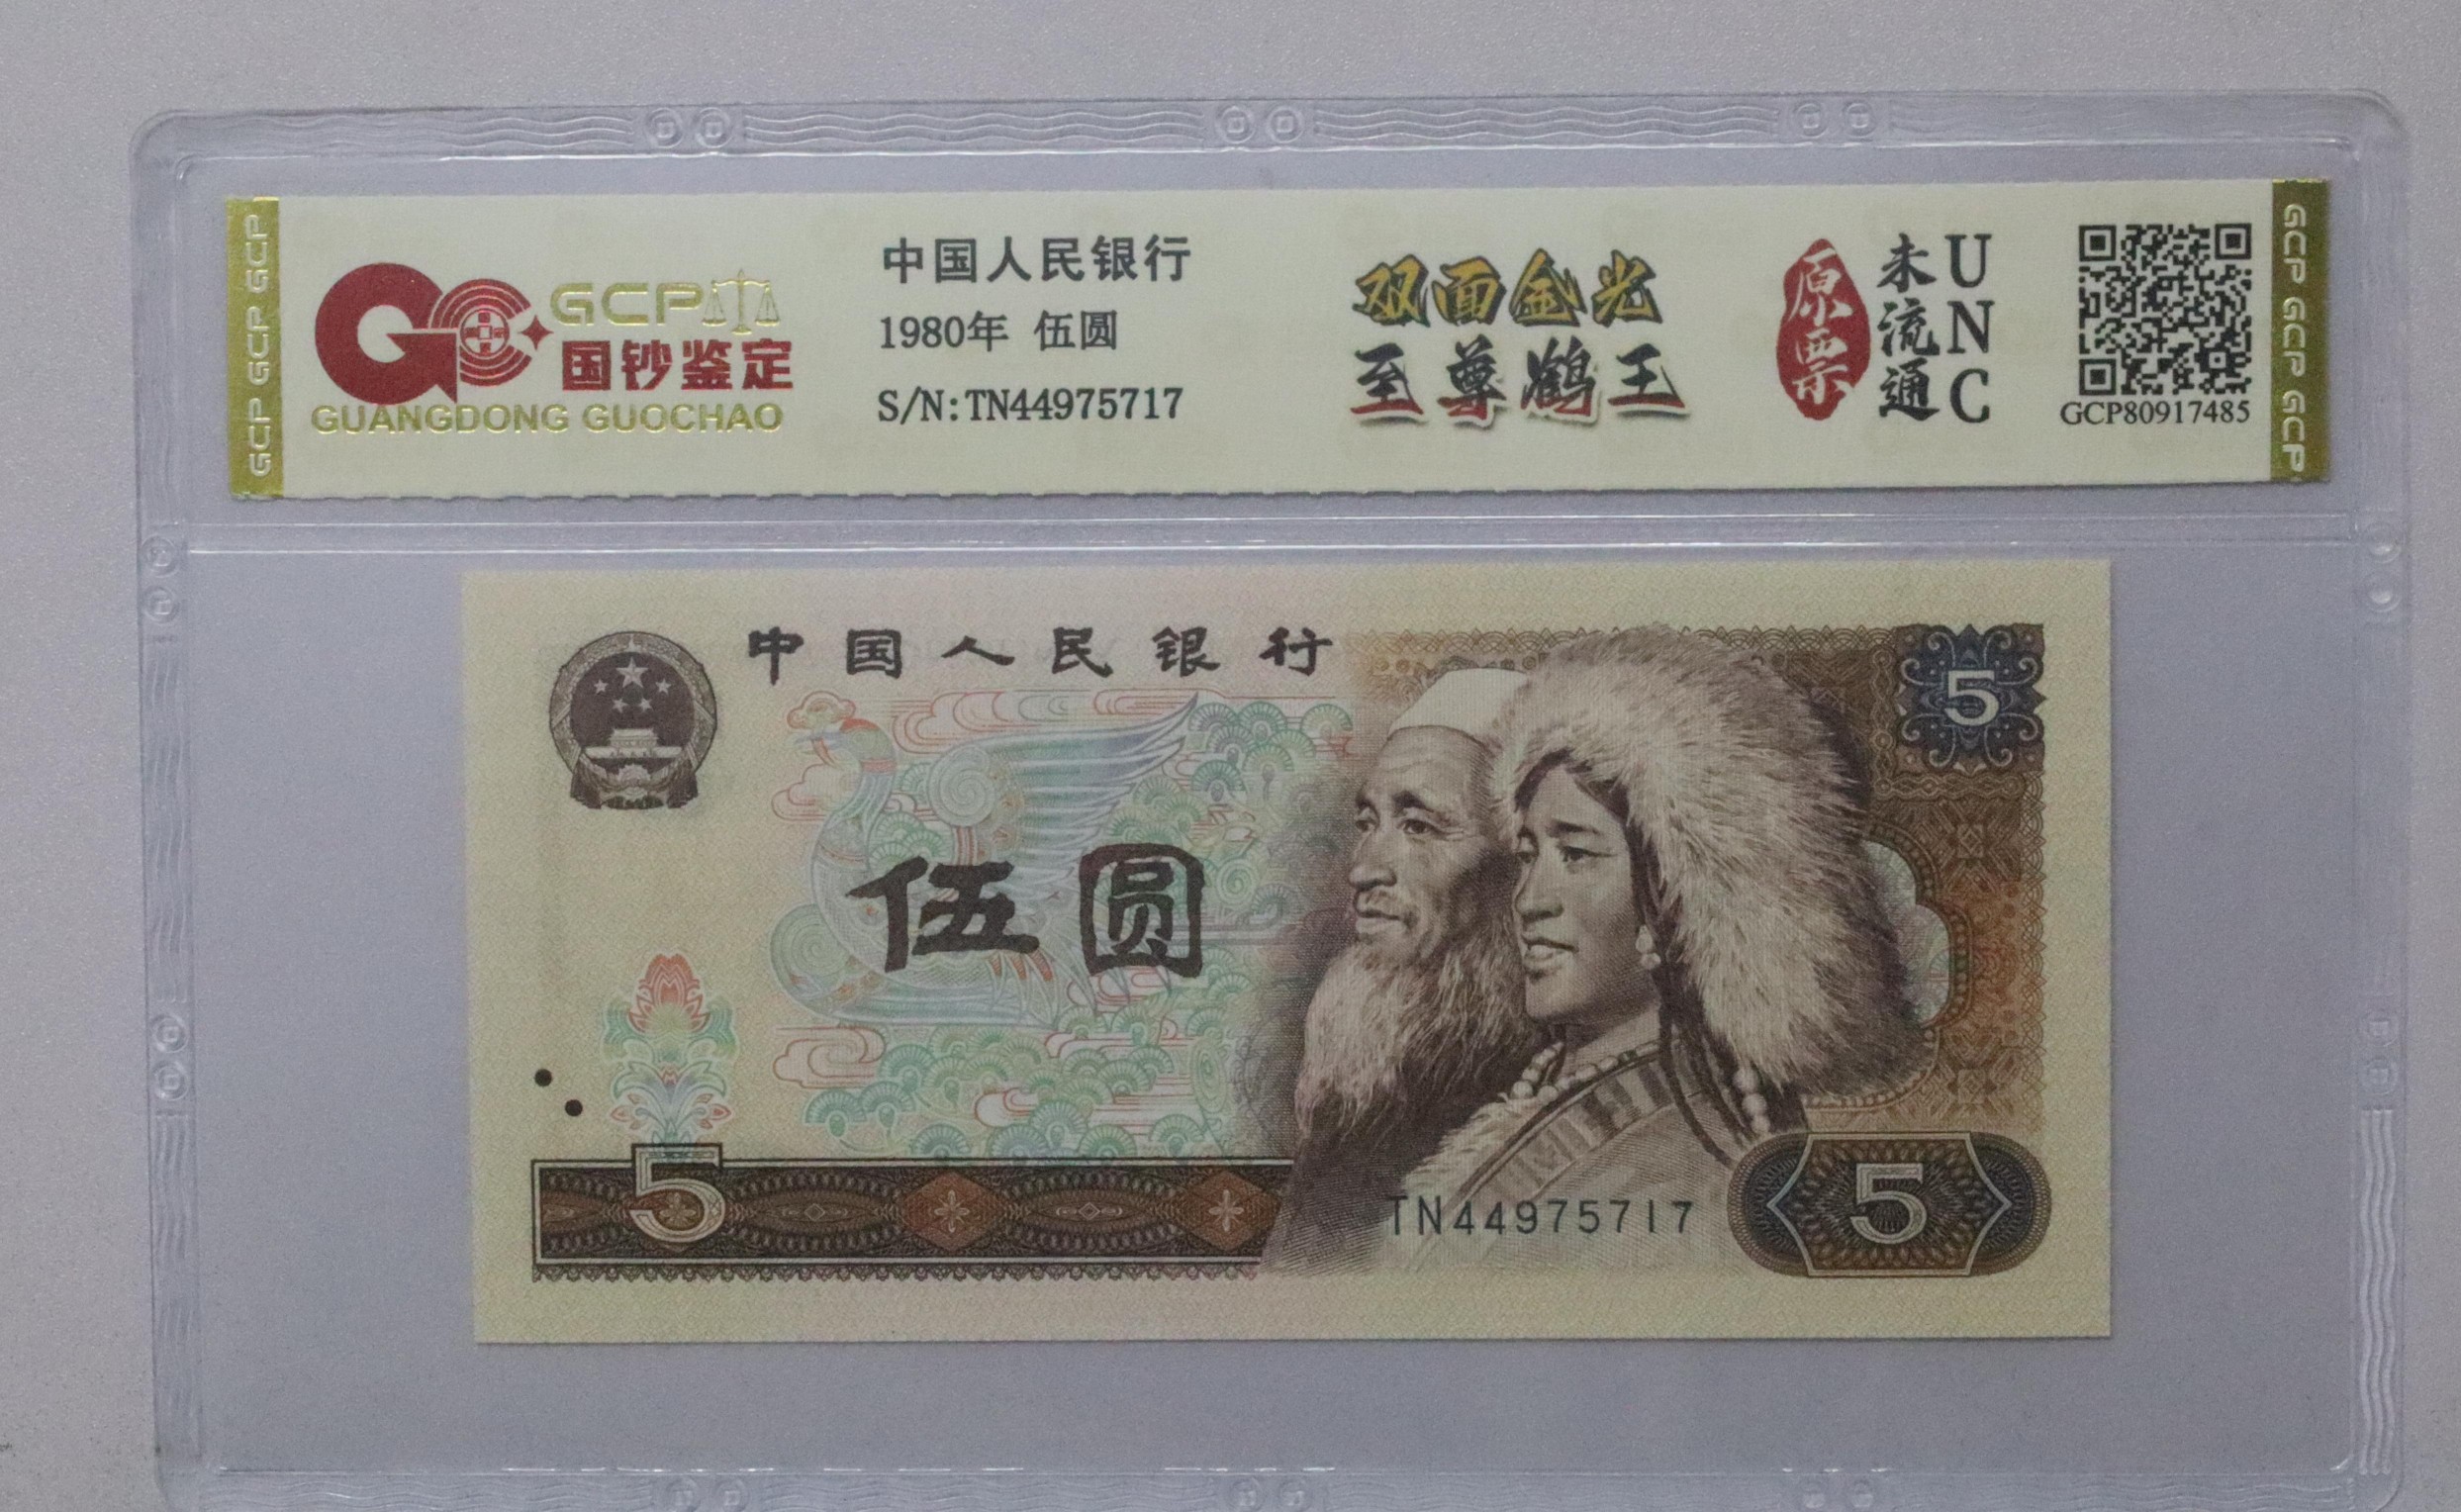 GCP GCP GCP
GCP
国钞鉴定
GUANGDONG GUOCHAO
中国人民银行
1980年 伍圆
S/N:TN44975717
双面金光
至尊鹤王
原票
未流通
UNC
GCP80917485
GCP GCP GCP
中国人民银行
5
伍圆
5
TN44975717
5